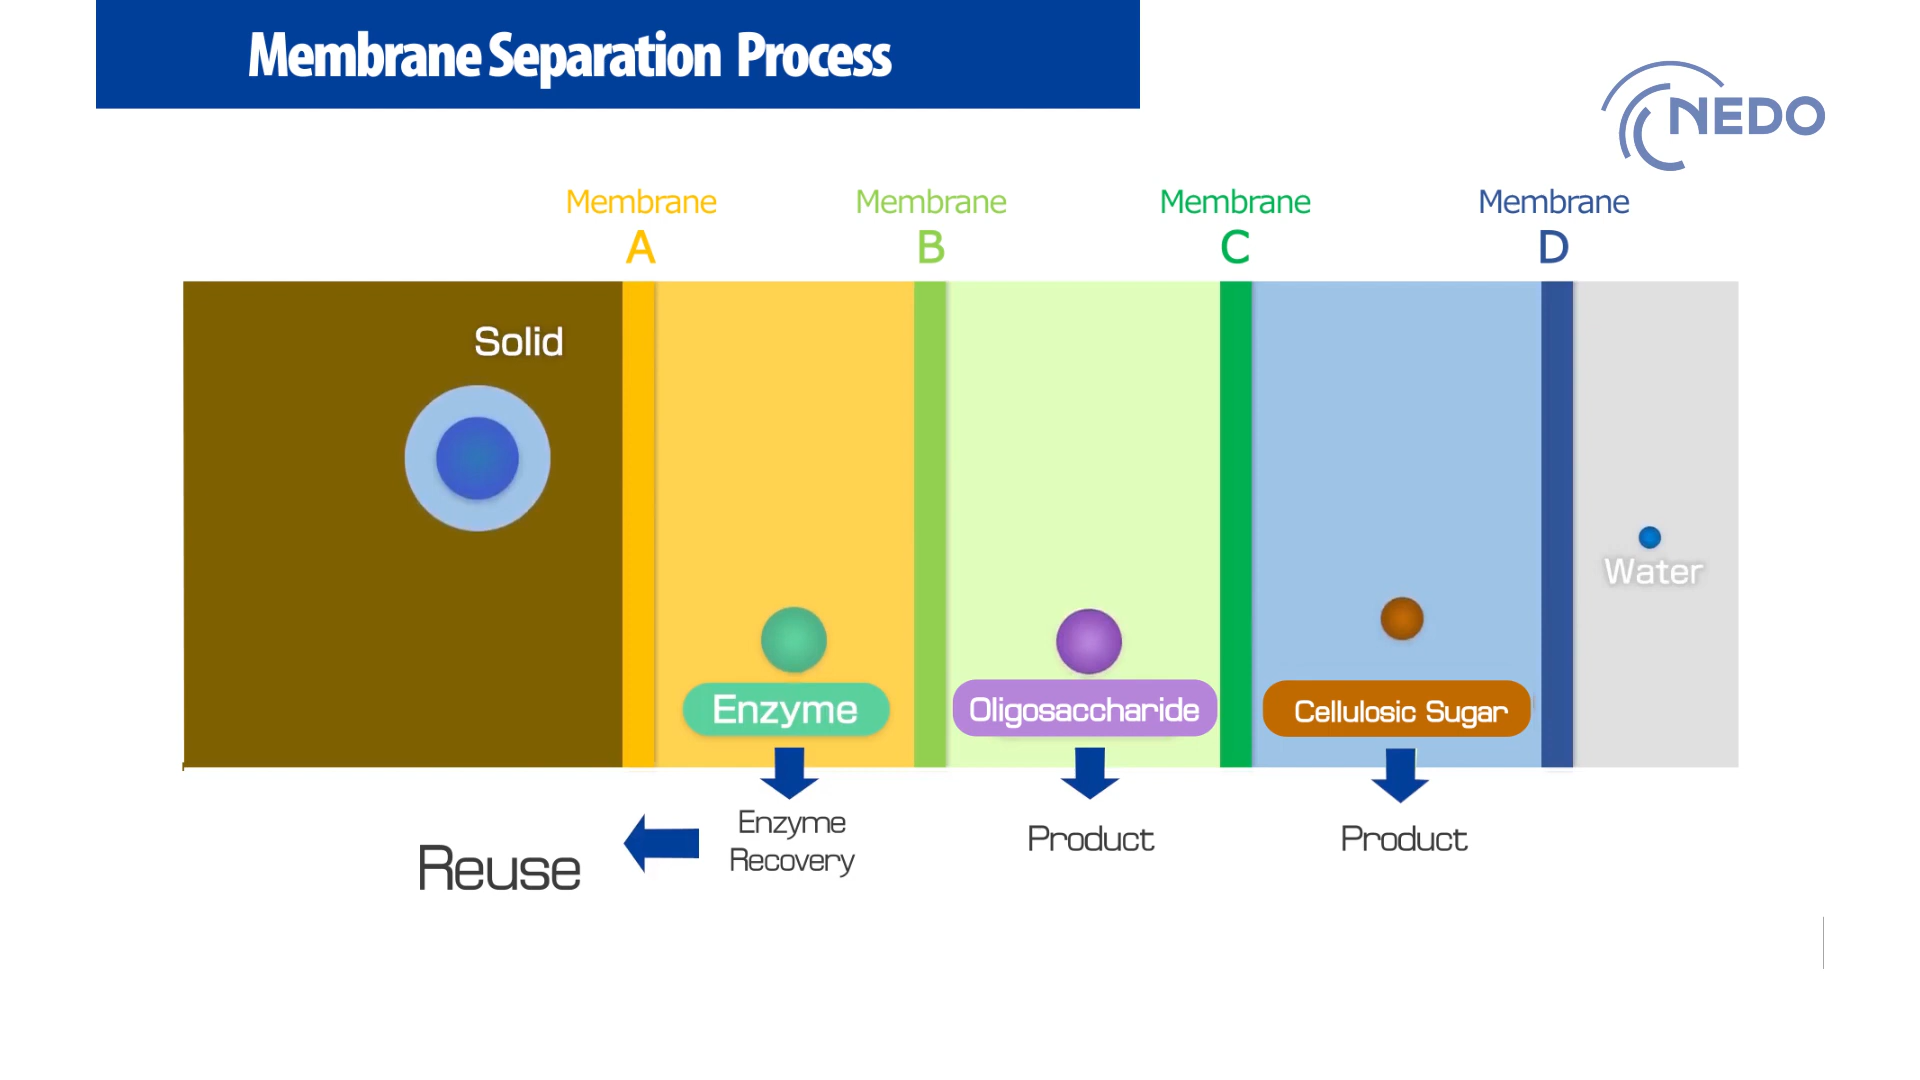 Membrane Separation Process
NEDO
Membrane
A
Membrane
B
Membrane
C
Membrane
D
Solid
Water
Enzyme
Oligosaccharide
Cellulosic Sugar
Enzyme
Recovery
Product
Product
Reuse